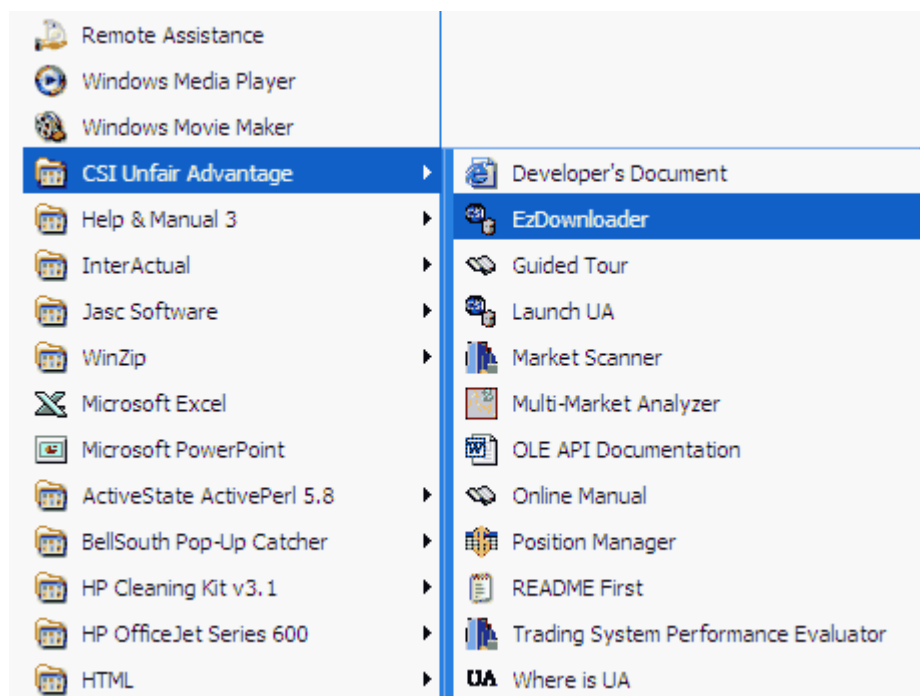 Remote Assistance
Windows Media Player
Windows Movie Maker
CSI Unfair Advantage
Help & Manual 3
InterActual
Jasc Software
WinZip
Microsoft Excel
Microsoft PowerPoint
ActiveState ActivePerl 5.8
BellSouth Pop-Up Catcher
HP Cleaning Kit v3.1
HP OfficeJet Series 600
HTML
Developer's Document
EzDownloader
Guided Tour
Launch UA
Market Scanner
Multi-Market Analyzer
OLE API Documentation
Online Manual
Position Manager
README First
Trading System Performance Evaluator
UA Where is UA